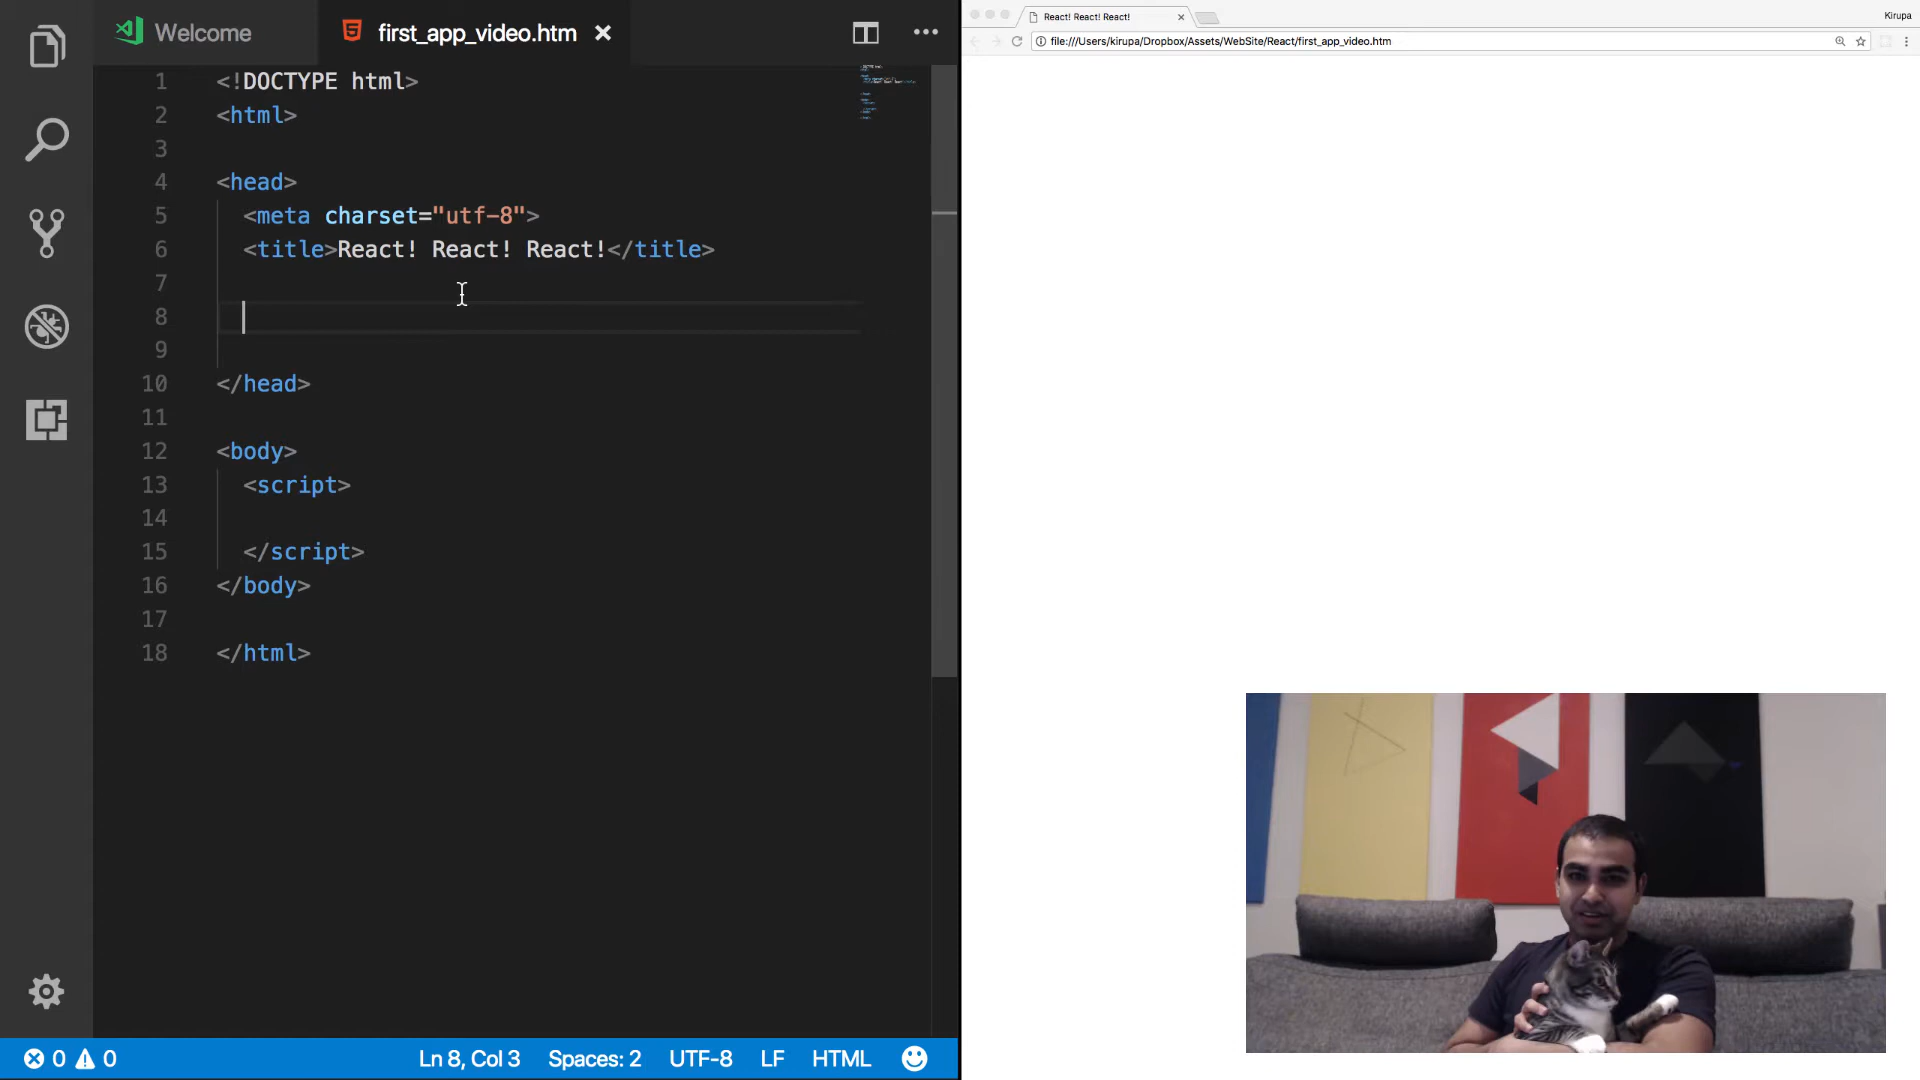 Welcome
first_app_video.htm
1 <!DOCTYPE html>
2 <html>
3
4 <head>
5 <meta charset="utf-8">
6 <title>React! React! React!</title>
7
8
9
10 </head>
11
12 <body>
13 <script>
14
15 </script>
16 </body>
17
18 </html>
0 0 Ln 8, Col 3 Spaces: 2 UTF-8 LF HTML
React! React! React!
Kirupa
file:///Users/kirupa/Dropbox/Assets/WebSite/React/first_app_video.htm